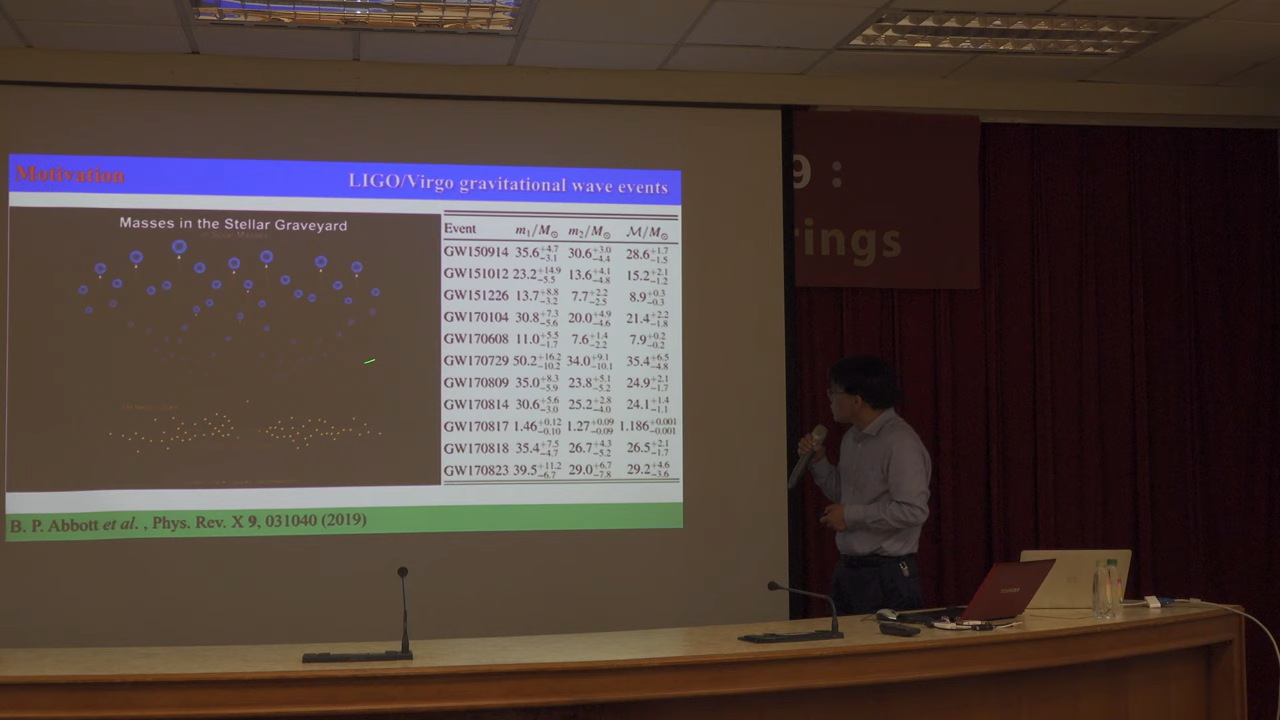 Motivation
LIGO/Virgo gravitational wave events
Masses in the Stellar Graveyard
in Solar Masses
Event m₁/M☉ m₂/M☉ ℳ/M☉
GW150914 35.6+4.7−3.1 30.6+3.0−4.4 28.6+1.7−1.5
GW151012 23.2+14.9−5.5 13.6+4.1−4.8 15.2+2.1−1.2
GW151226 13.7+8.8−3.2 7.7+2.2−2.5 8.9+0.3−0.3
GW170104 30.8+7.3−5.6 20.0+4.9−4.6 21.4+2.2−1.8
GW170608 11.0+5.5−1.7 7.6+1.4−2.2 7.9+0.2−0.2
GW170729 50.2+16.2−10.2 34.0+9.1−10.1 35.4+6.5−4.8
GW170809 35.0+8.3−5.9 23.8+5.1−5.2 24.9+2.1−1.7
GW170814 30.6+5.6−3.0 25.2+2.8−4.0 24.1+1.4−1.1
GW170817 1.46+0.12−0.10 1.27+0.09−0.09 1.186+0.001−0.001
GW170818 35.4+7.5−4.7 26.7+4.3−5.2 26.5+2.1−1.7
GW170823 39.5+11.2−6.7 29.0+6.7−7.8 29.2+4.6−3.6
B. P. Abbott et al. , Phys. Rev. X 9, 031040 (2019)
9 :
rings
TOSHIBA